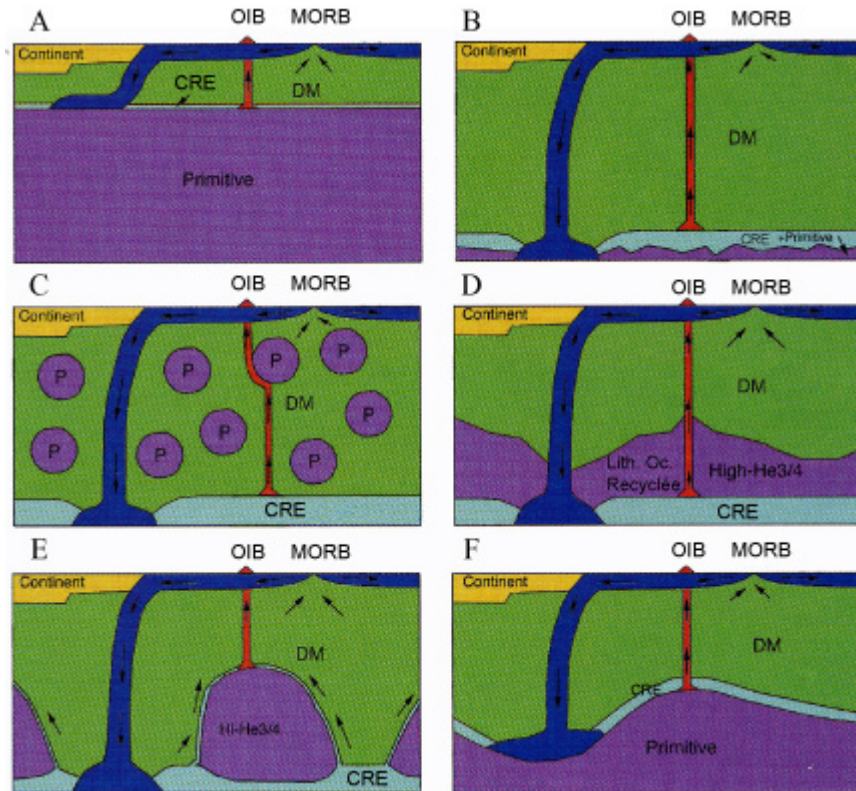 A
OIB MORB
Continent
CRE
DM
Primitive
B
OIB MORB
Continent
DM
CRE +Primitive
C
OIB MORB
Continent
P
P
P
P
P
P
P
P
P
DM
CRE
D
OIB MORB
Continent
DM
Lith. Oc.
Recyclée
High-He3/4
CRE
E
OIB MORB
Continent
DM
Hi-He3/4
CRE
F
OIB MORB
Continent
DM
CRE
Primitive